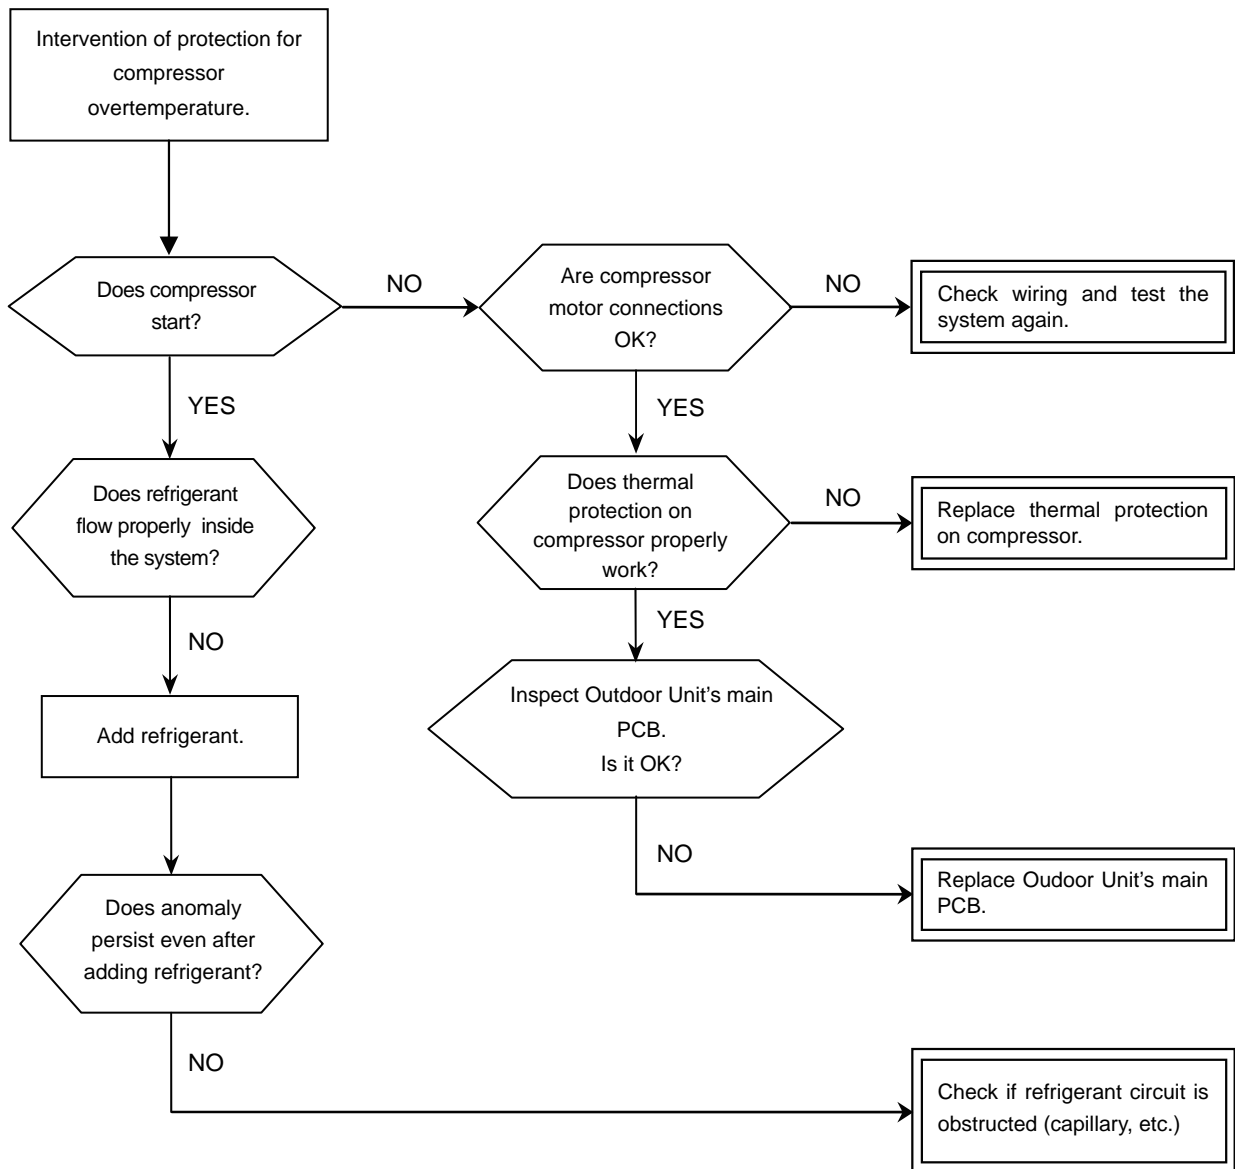 Intervention of protection for
compressor
overtemperature.
Does compressor
start?
NO
Are compressor
motor connections
OK?
NO
Check wiring and test the
system again.
YES
YES
Does refrigerant
flow properly inside
the system?
Does thermal
protection on
compressor properly
work?
NO
Replace thermal protection
on compressor.
NO
YES
Add refrigerant.
Inspect Outdoor Unit's main
PCB.
Is it OK?
NO
Replace Oudoor Unit's main
PCB.
Does anomaly
persist even after
adding refrigerant?
NO
Check if refrigerant circuit is
obstructed (capillary, etc.)